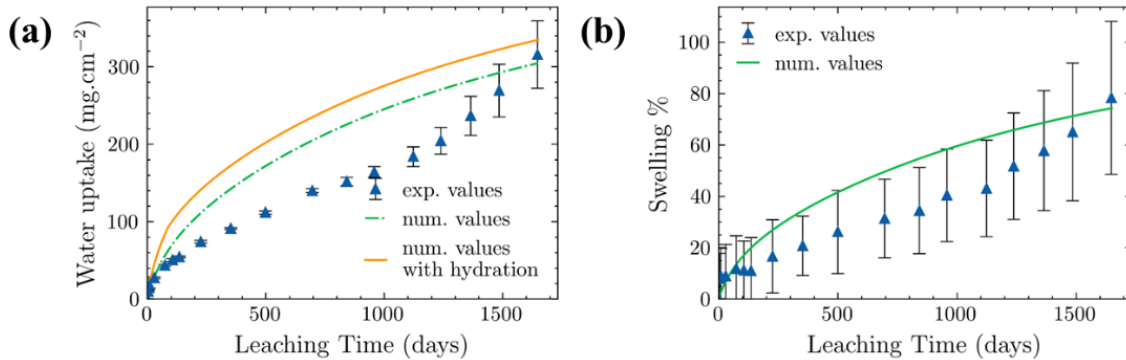 (a)
Water uptake (mg.cm⁻²)
300
200
100
0
exp. values
num. values
num. values
with hydration
0
500
1000
1500
Leaching Time (days)
(b)
Swelling %
100
80
60
40
20
0
exp. values
num. values
0
500
1000
1500
Leaching Time (days)